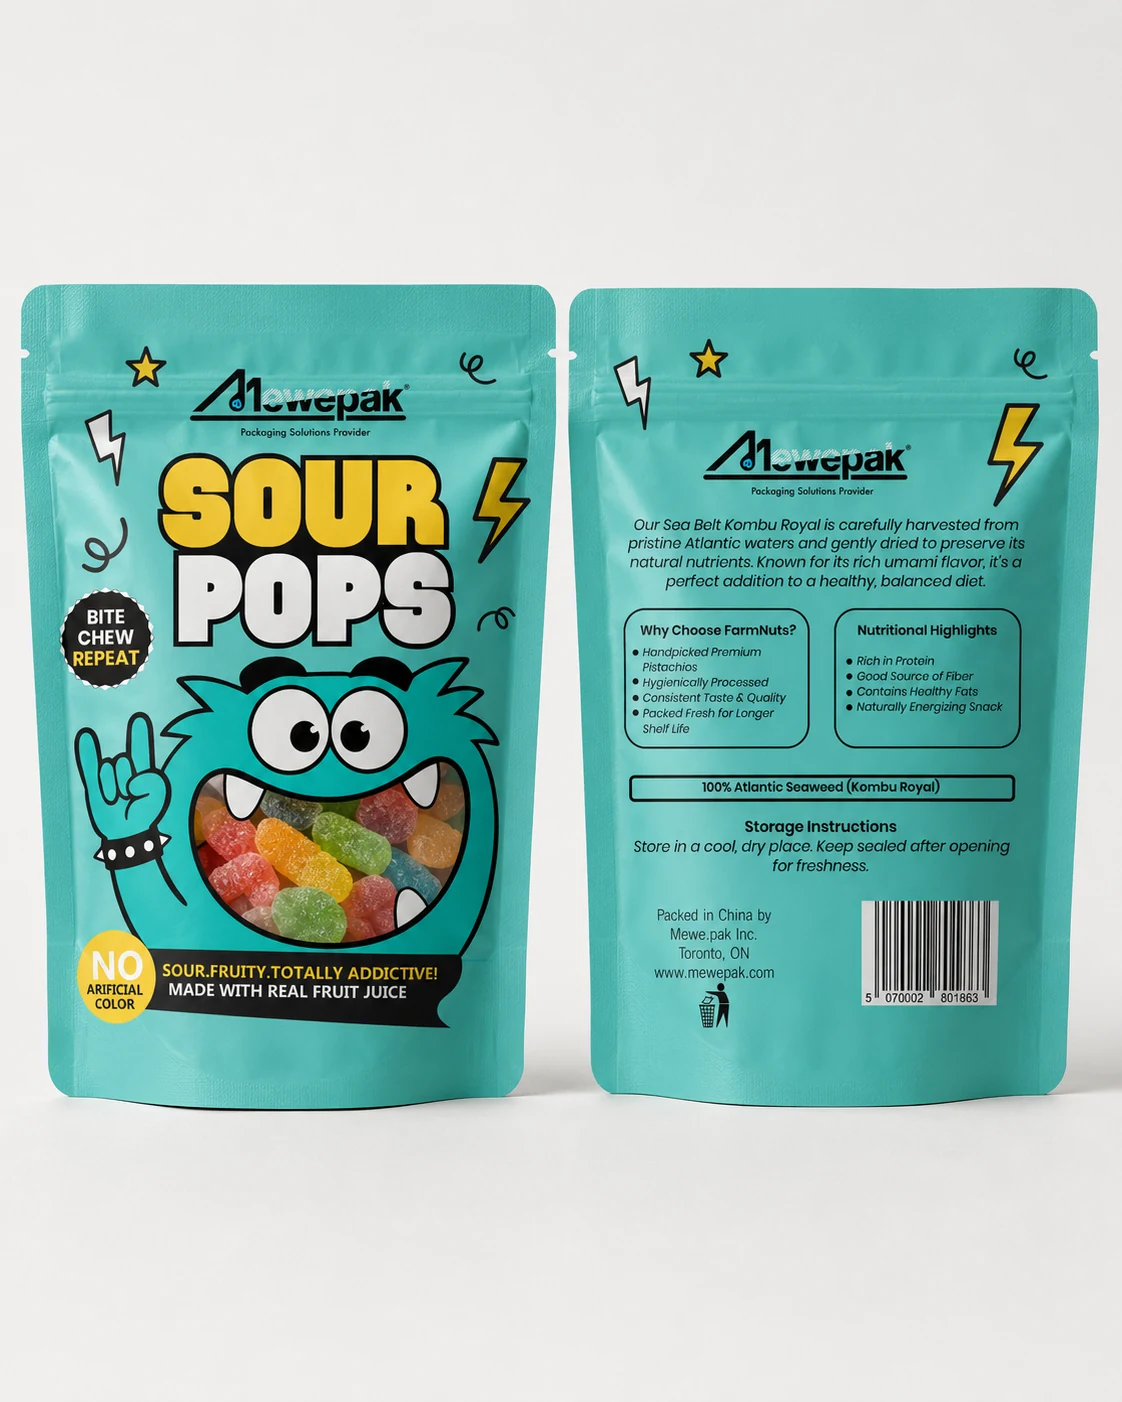 Mewepak®
Packaging Solutions Provider
SOUR
POPS
BITE
CHEW
REPEAT
NO
ARIFICIAL
COLOR
SOUR.FRUITY.TOTALLY ADDICTIVE!
MADE WITH REAL FRUIT JUICE
Mewepak®
Packaging Solutions Provider
Our Sea Belt Kombu Royal is carefully harvested from
pristine Atlantic waters and gently dried to preserve its
natural nutrients. Known for its rich umami flavor, it's a
perfect addition to a healthy, balanced diet.
Why Choose FarmNuts?
• Handpicked Premium
Pistachios
• Hygienically Processed
• Consistent Taste & Quality
• Packed Fresh for Longer
Shelf Life
Nutritional Highlights
• Rich in Protein
• Good Source of Fiber
• Contains Healthy Fats
• Naturally Energizing Snack
100% Atlantic Seaweed (Kombu Royal)
Storage Instructions
Store in a cool, dry place. Keep sealed after opening
for freshness.
Packed in China by
Mewe.pak Inc.
Toronto, ON
www.mewepak.com
5 070002 801863